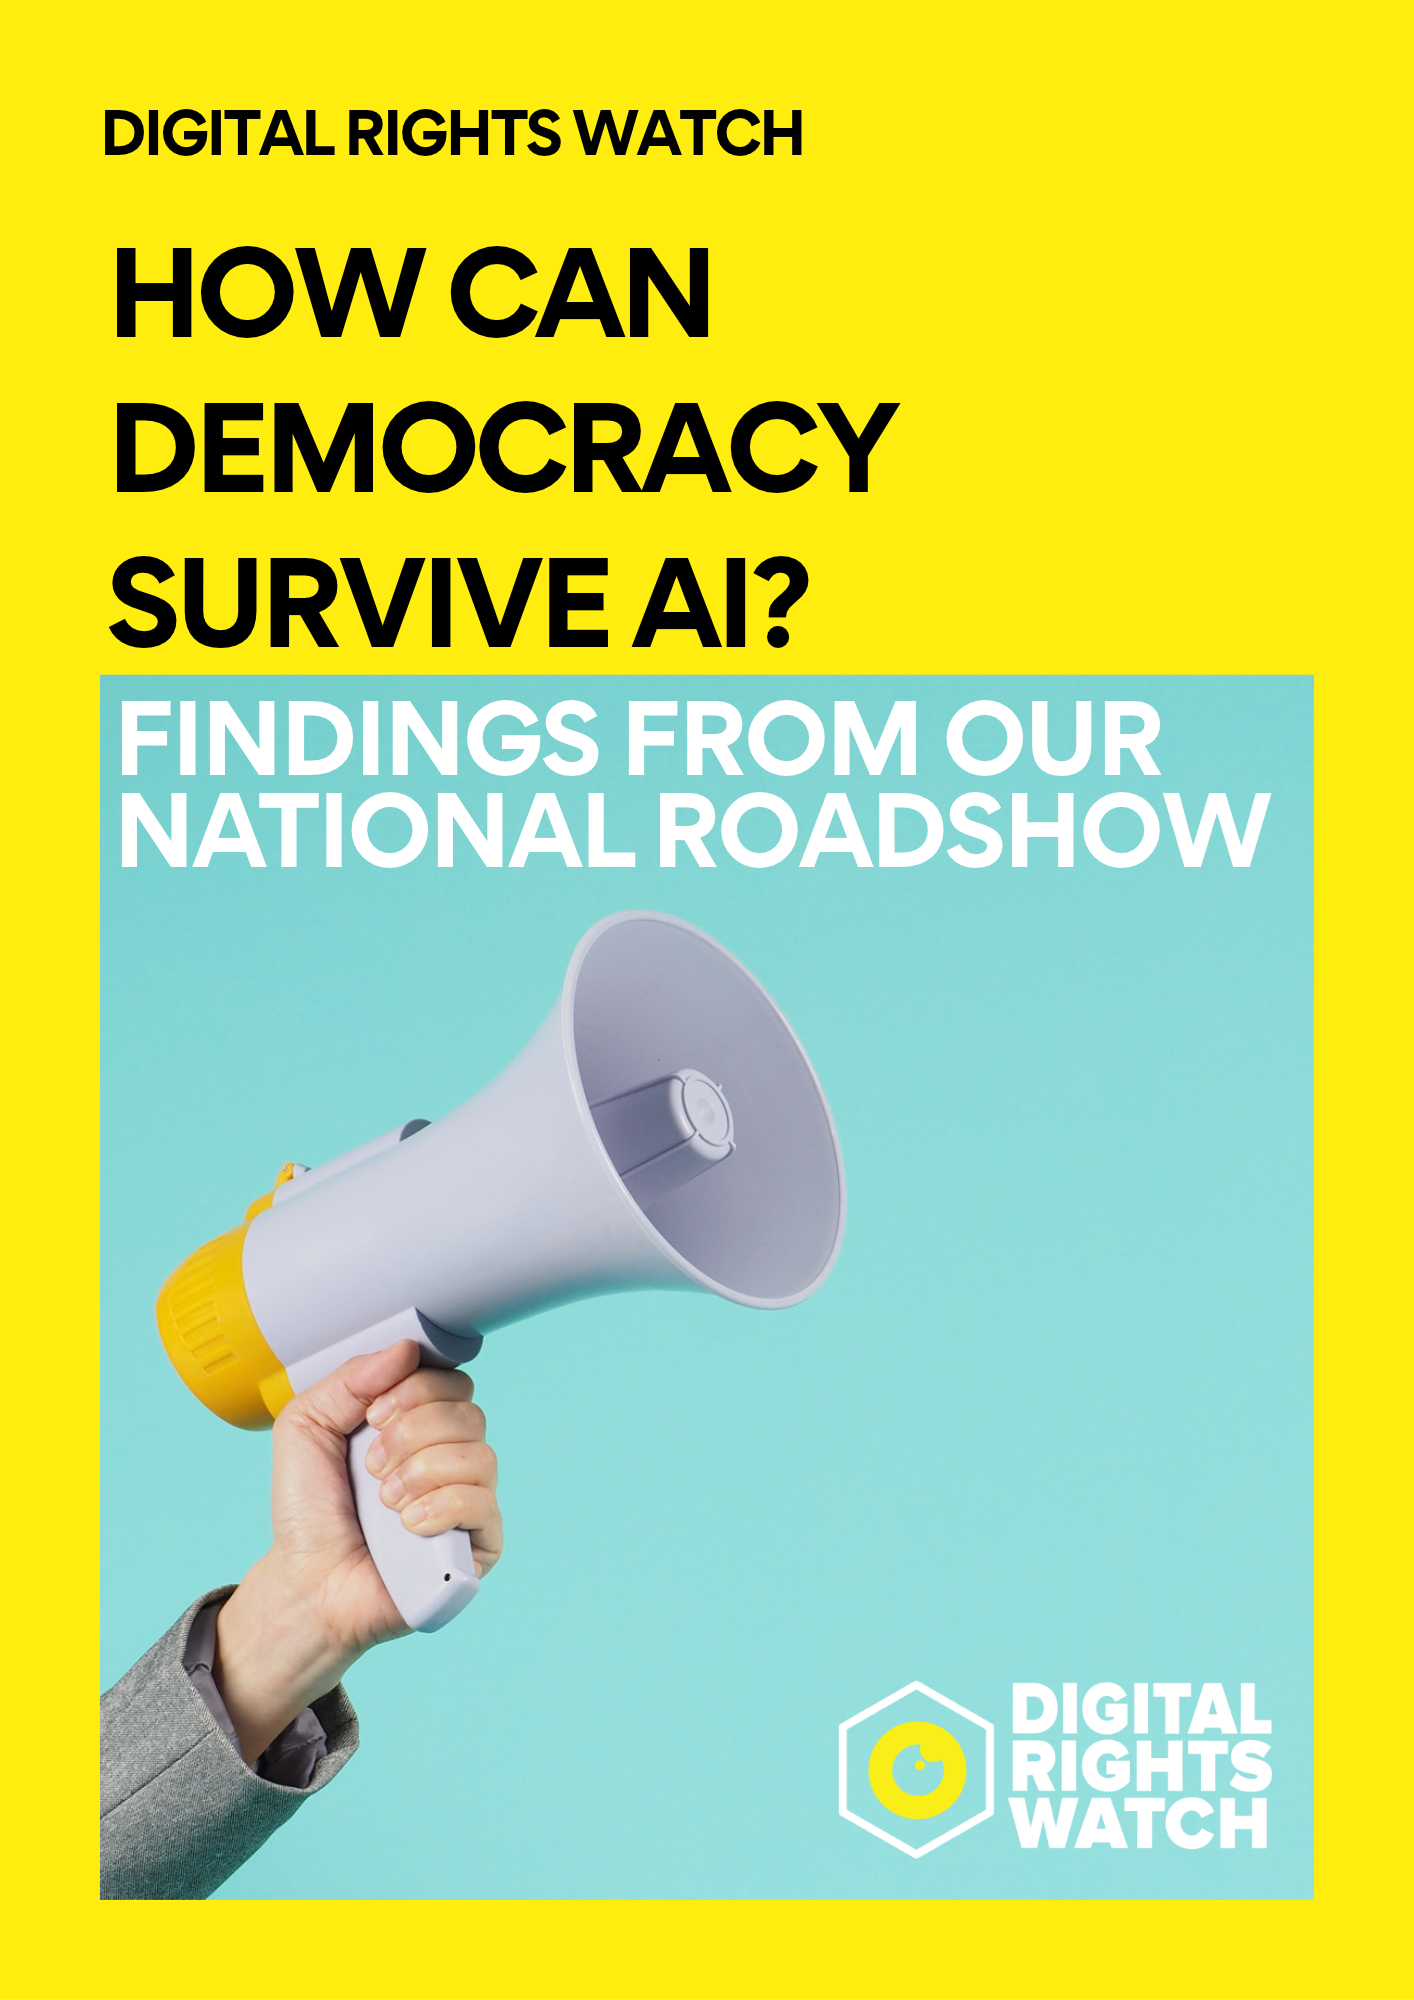 DIGITAL RIGHTS WATCH
HOW CAN
DEMOCRACY
SURVIVE AI?
FINDINGS FROM OUR
NATIONAL ROADSHOW
DIGITAL
RIGHTS
WATCH